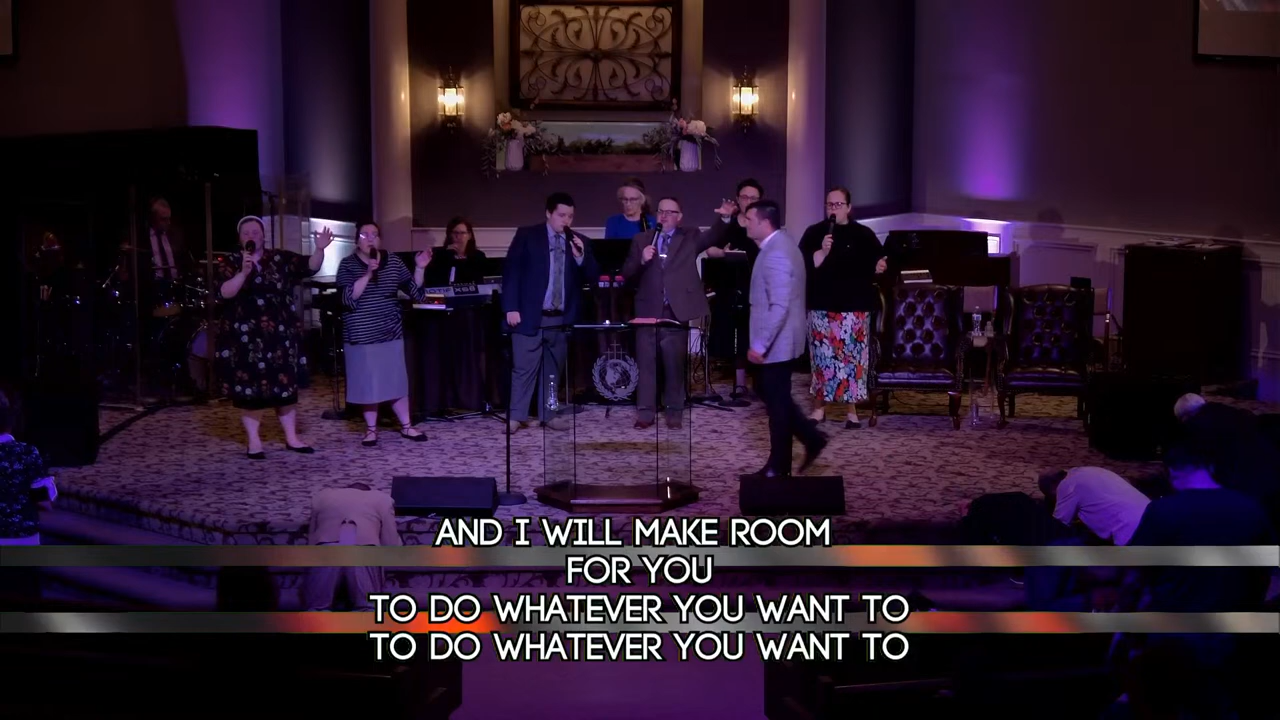 AND I WILL MAKE ROOM
FOR YOU
TO DO WHATEVER YOU WANT TO
TO DO WHATEVER YOU WANT TO